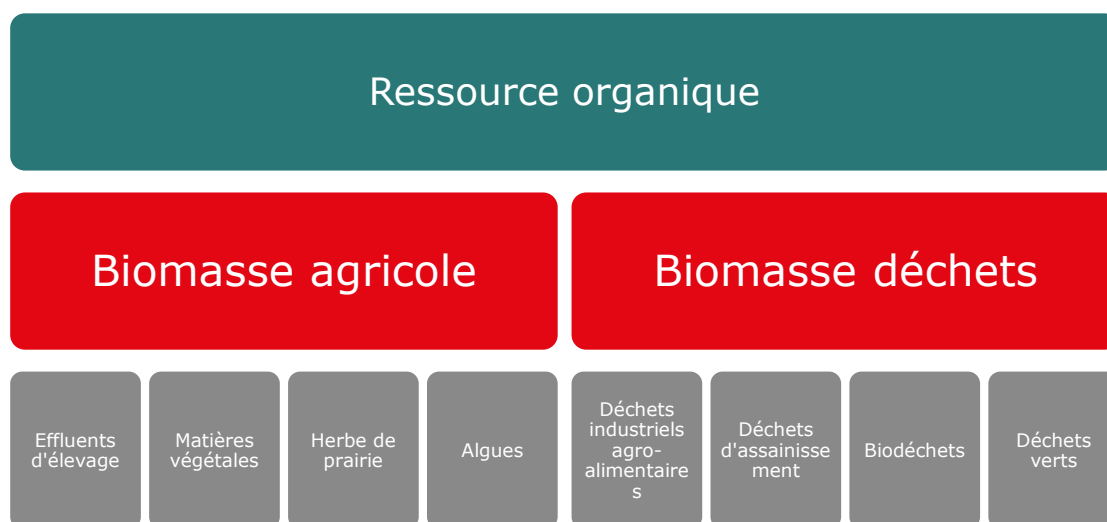 Ressource organique
Biomasse agricole
Biomasse déchets
Effluents
d'élevage
Matières
végétales
Herbe de
prairie
Algues
Déchets
industriels
agro-
alimentaire
s
Déchets
d'assainisse
ment
Biodéchets
Déchets
verts